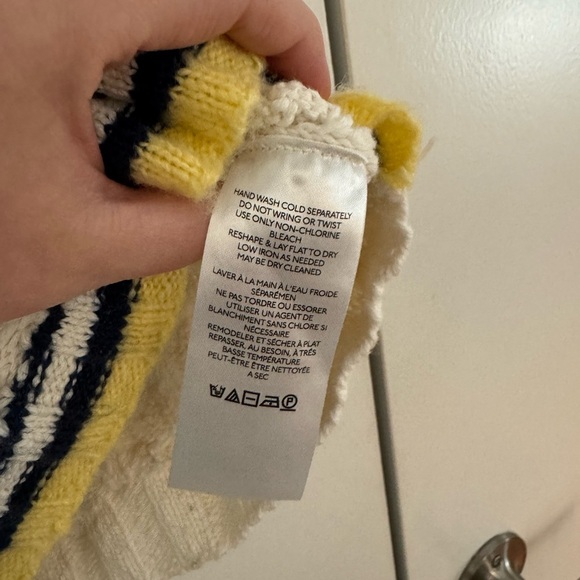 HAND WASH COLD SEPARATELY
DO NOT WRING OR TWIST
USE ONLY NON-CHLORINE
BLEACH
RESHAPE & LAY FLAT TO DRY
LOW IRON AS NEEDED
MAY BE DRY CLEANED
LAVER À LA MAIN À L'EAU FROIDE
SÉPARÉMEN
NE PAS TORDRE OU ESSORER
UTILISER UN AGENT DE
BLANCHIMENT SANS CHLORE SI
NÉCESSAIRE
REMODELER ET SÉCHER À PLAT
REPASSER, AU BESOIN, À TRÈS
BASSE TEMPÉRATURE
PEUT-ÊTRE ÊTRE NETTOYÉE
A SEC
P